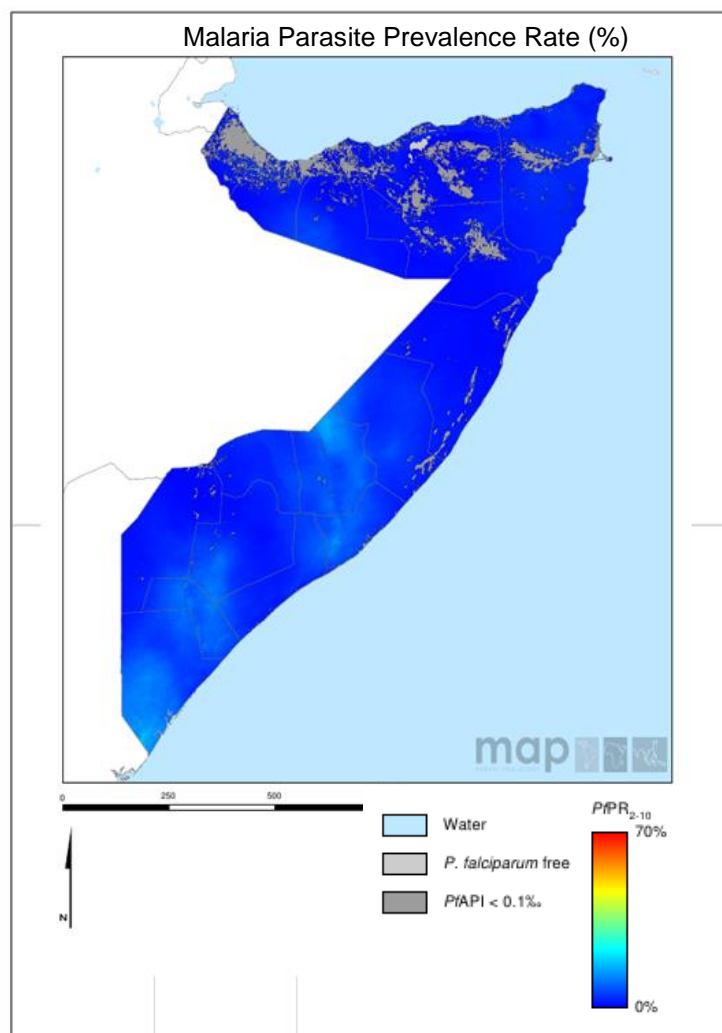 Malaria Parasite Prevalence Rate (%)
map
0 250 500
N
Water
P. falciparum free
PfAPI < 0.1‰
PfPR2-10
70%
0%